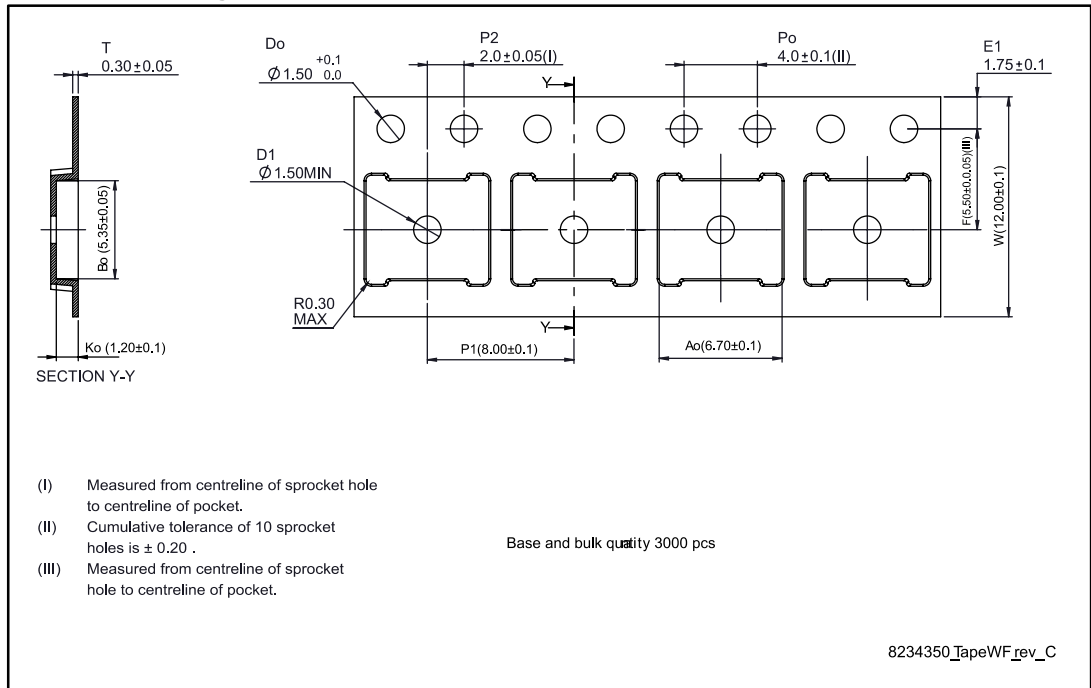 T
0.30±0.05
Do
Ø1.50 +0.1 0.0
P2
2.0±0.05(I)
Po
4.0±0.1(II)
E1
1.75±0.1
Y
D1
Ø1.50MIN
F(5.50±0.0.05)(III)
W(12.00±0.1)
Bo (5.35±0.05)
R0.30
MAX
Y
Ko (1.20±0.1)
P1(8.00±0.1)
Ao(6.70±0.1)
SECTION Y-Y
(I) Measured from centreline of sprocket hole
to centreline of pocket.
(II) Cumulative tolerance of 10 sprocket
holes is ± 0.20 .
(III) Measured from centreline of sprocket
hole to centreline of pocket.
Base and bulk quantity 3000 pcs
8234350_TapeWF_rev_C